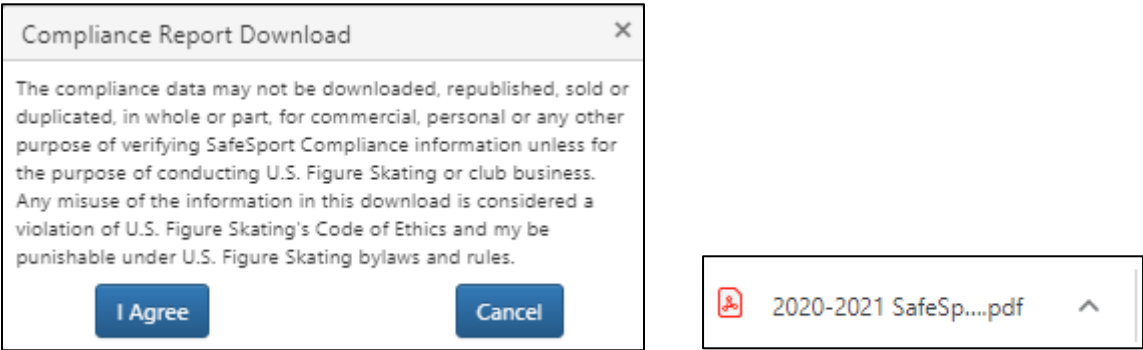 Compliance Report Download ×
The compliance data may not be downloaded, republished, sold or
duplicated, in whole or part, for commercial, personal or any other
purpose of verifying SafeSport Compliance information unless for
the purpose of conducting U.S. Figure Skating or club business.
Any misuse of the information in this download is considered a
violation of U.S. Figure Skating's Code of Ethics and my be
punishable under U.S. Figure Skating bylaws and rules.
I Agree
Cancel
2020-2021 SafeSp....pdf